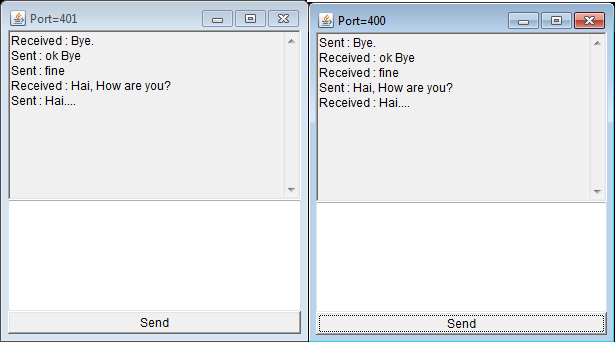 Port=401
Received : Bye.
Sent : ok Bye
Sent : fine
Received : Hai, How are you?
Sent : Hai....
Send
Port=400
Sent : Bye.
Received : ok Bye
Received : fine
Sent : Hai, How are you?
Received : Hai....
Send